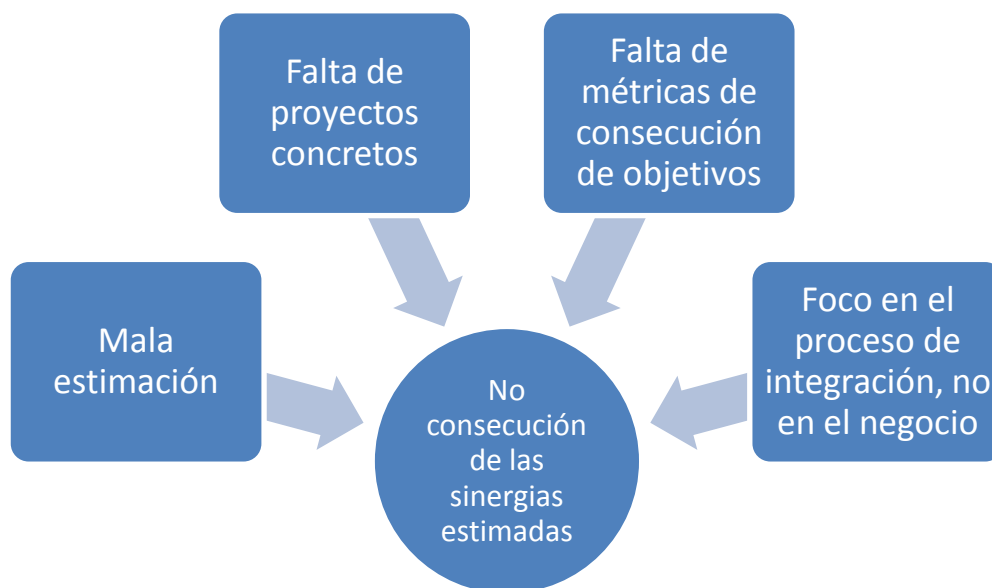 Falta de
proyectos
concretos
Falta de
métricas de
consecución
de objetivos
Mala
estimación
Foco en el
proceso de
integración, no
en el negocio
No
consecución
de las
sinergias
estimadas